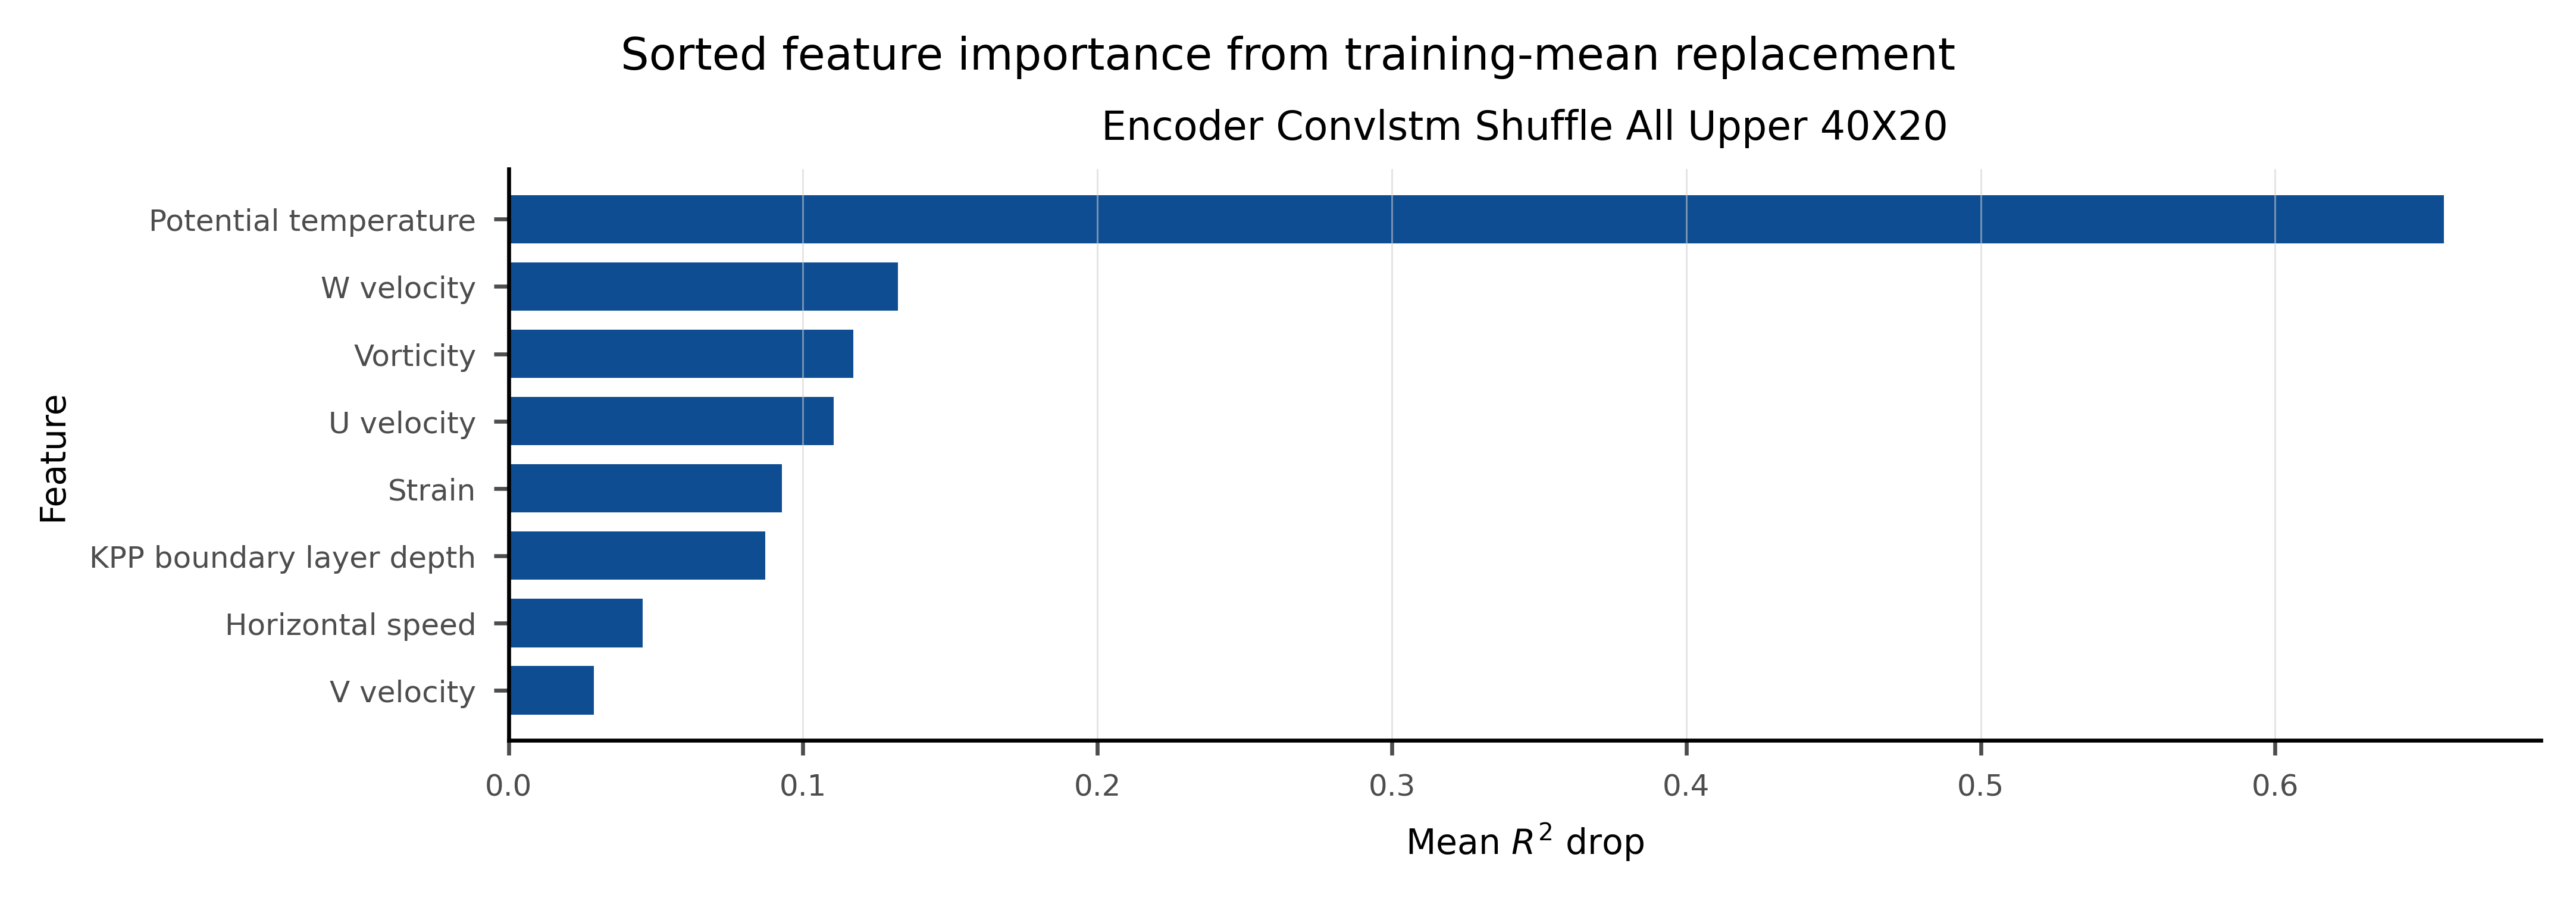 Sorted feature importance from training-mean replacement
Encoder Convlstm Shuffle All Upper 40X20
Feature
Potential temperature
W velocity
Vorticity
U velocity
Strain
KPP boundary layer depth
Horizontal speed
V velocity
0.0 0.1 0.2 0.3 0.4 0.5 0.6
Mean R² drop